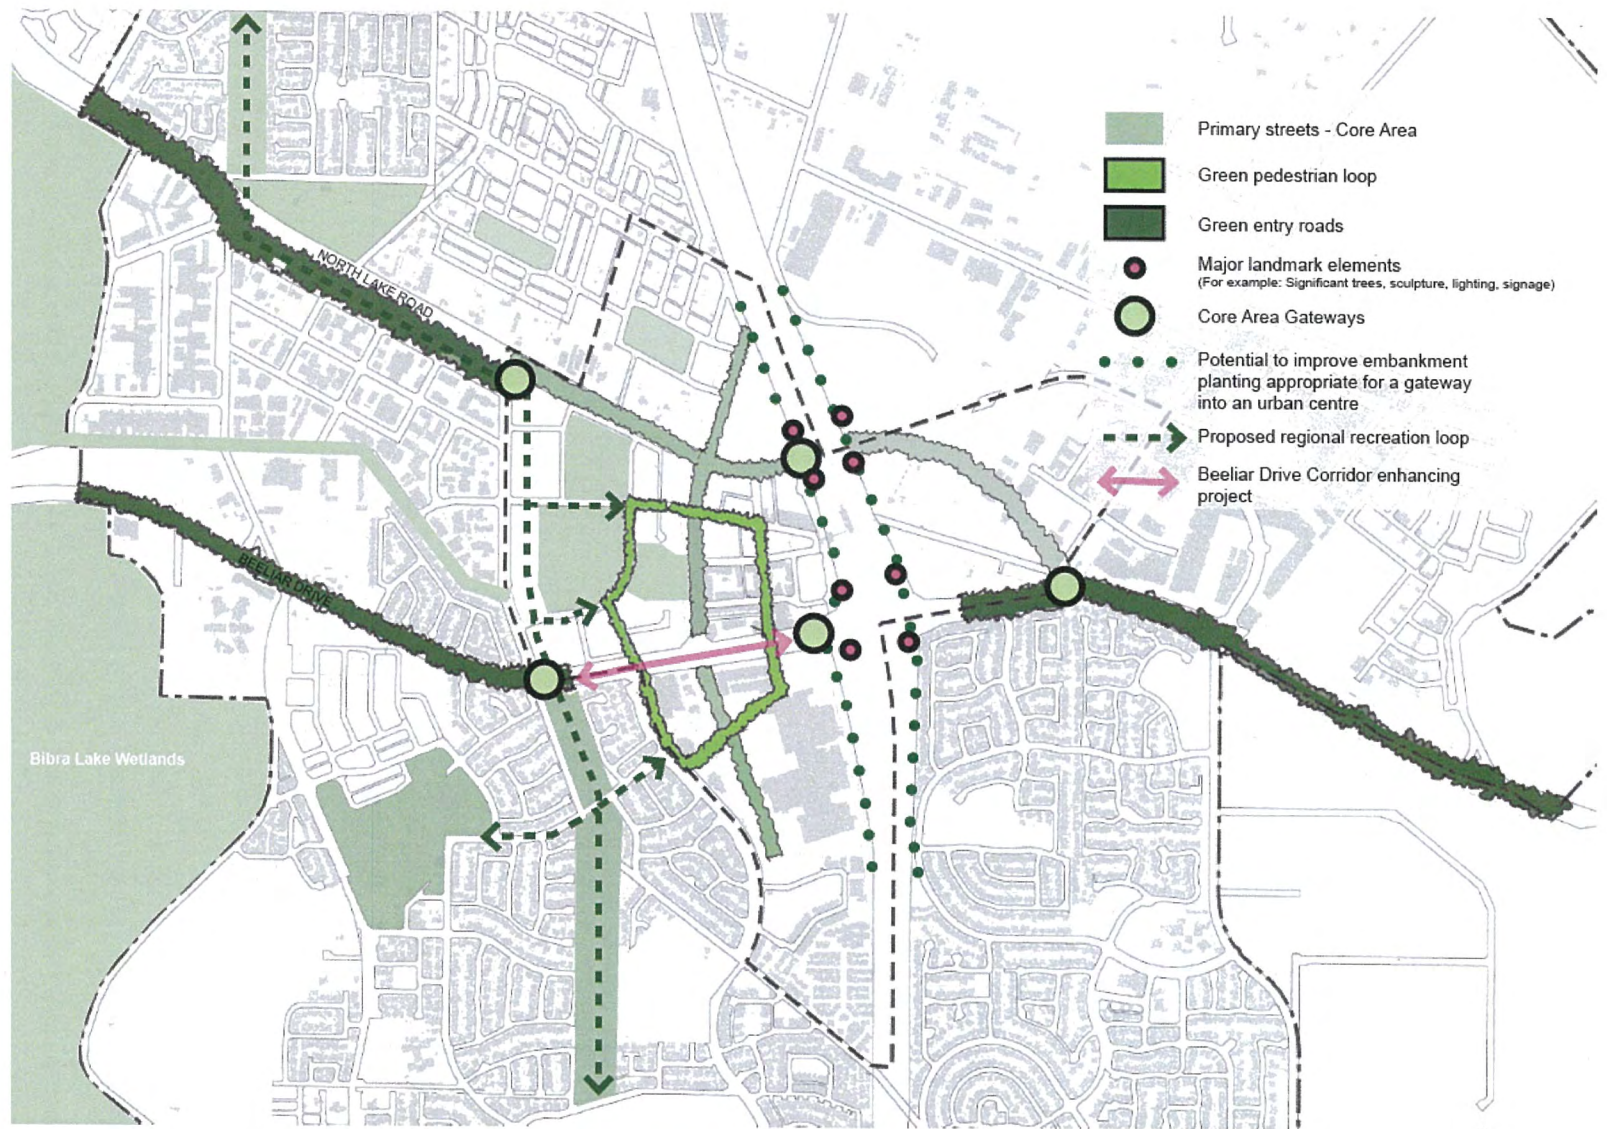 Primary streets - Core Area
Green pedestrian loop
Green entry roads
Major landmark elements
(For example: Significant trees, sculpture, lighting, signage)
Core Area Gateways
Potential to improve embankment
planting appropriate for a gateway
into an urban centre
Proposed regional recreation loop
Beeliar Drive Corridor enhancing
project
NORTH LAKE ROAD
BEELIAR DRIVE
Bibra Lake Wetlands